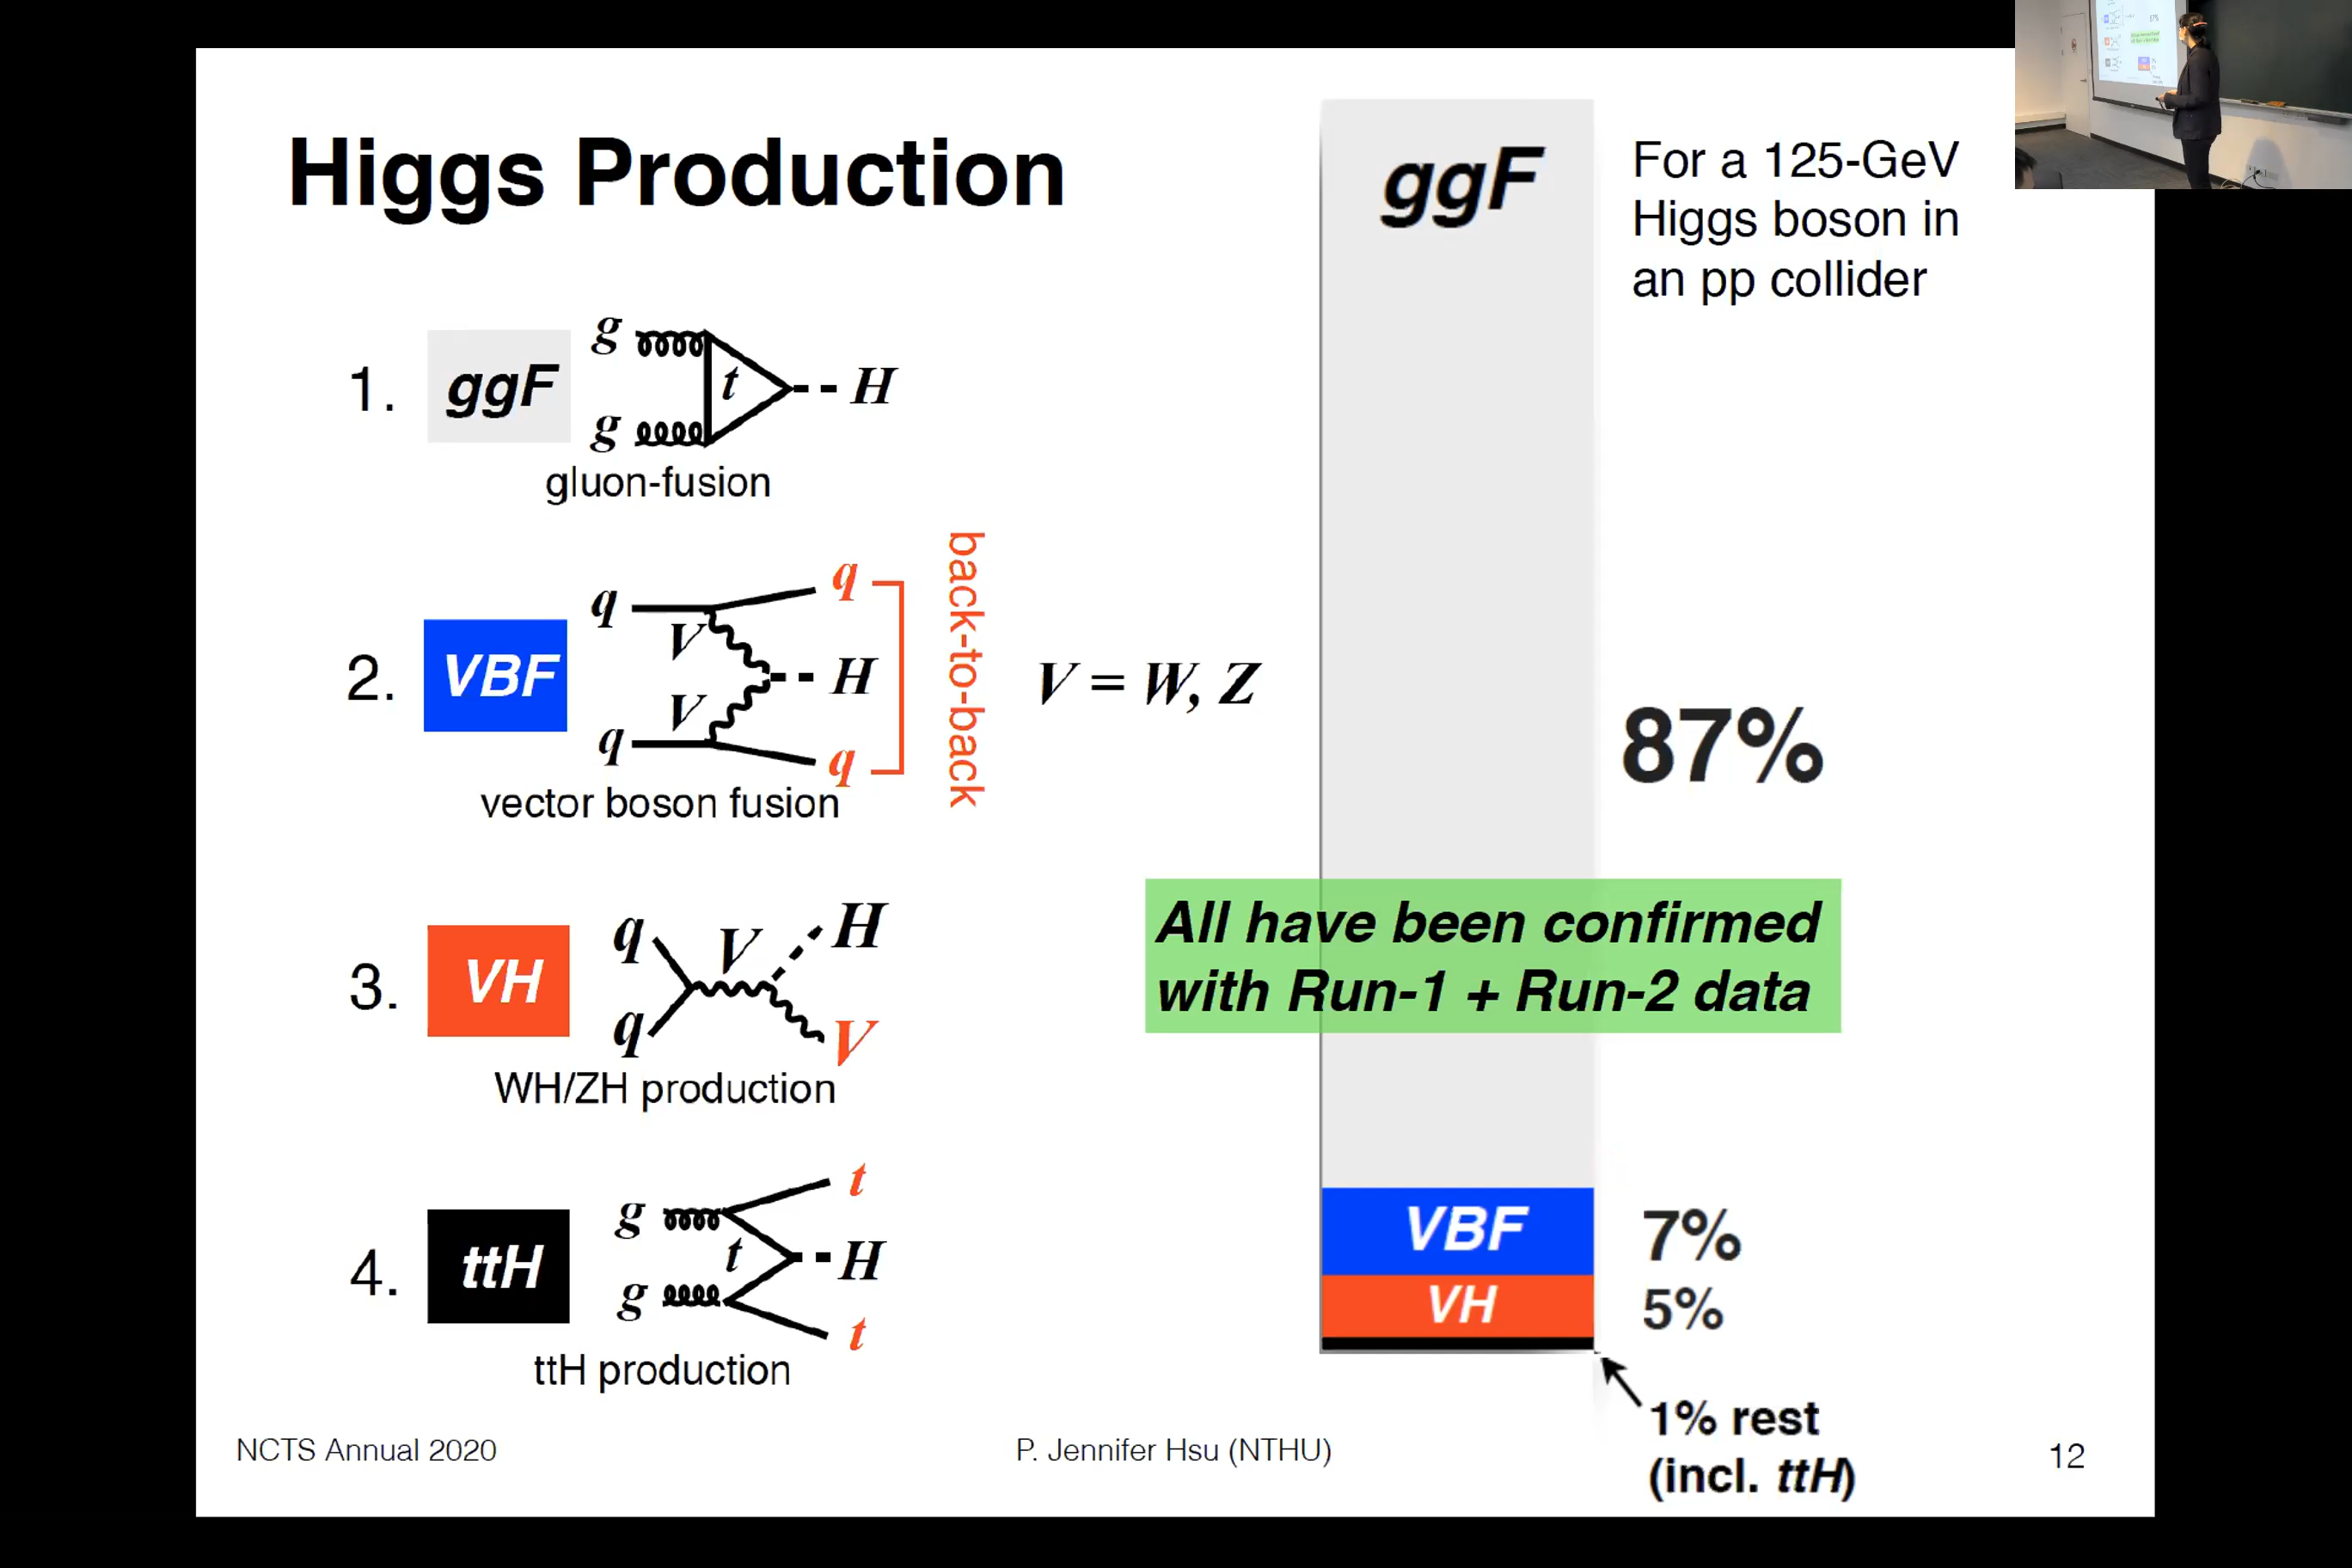 Higgs Production
1. ggF
g
g
t
H
gluon-fusion
2. VBF
q
q
V
V
q
H
q
back-to-back
V = W, Z
vector boson fusion
3. VH
q
q
V
H
V
WH/ZH production
4. ttH
g
g
t
t
H
t
ttH production
ggF
For a 125-GeV
Higgs boson in
an pp collider
87%
All have been confirmed
with Run-1 + Run-2 data
VBF
7%
VH
5%
1% rest
(incl. ttH)
NCTS Annual 2020
P. Jennifer Hsu (NTHU)
12